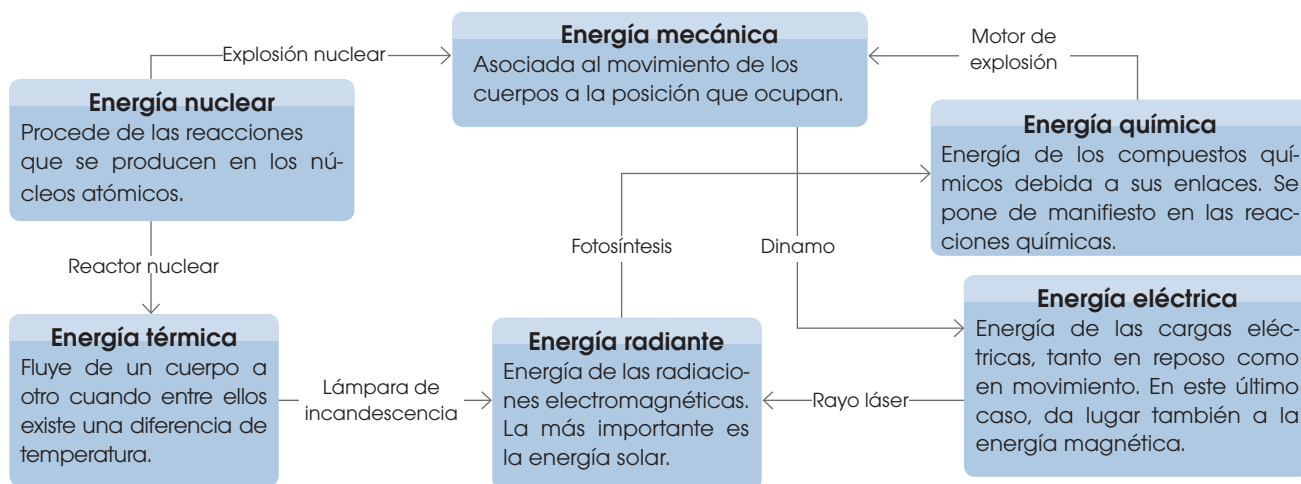 Energía mecánica
Asociada al movimiento de los
cuerpos a la posición que ocupan.
Explosión nuclear
Motor de
explosión
Energía nuclear
Procede de las reacciones
que se producen en los nú-
cleos atómicos.
Energía química
Energía de los compuestos quí-
micos debida a sus enlaces. Se
pone de manifiesto en las reac-
ciones químicas.
Reactor nuclear
Fotosíntesis
Dinamo
Energía térmica
Fluye de un cuerpo a
otro cuando entre ellos
existe una diferencia de
temperatura.
Lámpara de
incandescencia
Energía radiante
Energía de las radiacio-
nes electromagnéticas.
La más importante es
la energía solar.
Rayo láser
Energía eléctrica
Energía de las cargas eléc-
tricas, tanto en reposo como
en movimiento. En este último
caso, da lugar también a la
energía magnética.